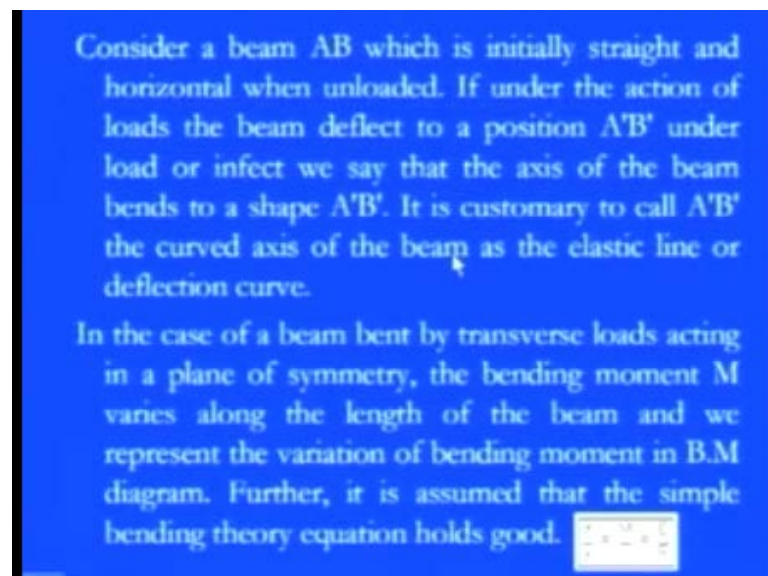 Consider a beam AB which is initially straight and
horizontal when unloaded. If under the action of
loads the beam deflect to a position A'B' under
load or infect we say that the axis of the beam
bends to a shape A'B'. It is customary to call A'B'
the curved axis of the beam as the elastic line or
deflection curve.
In the case of a beam bent by transverse loads acting
in a plane of symmetry, the bending moment M
varies along the length of the beam and we
represent the variation of bending moment in B.M
diagram. Further, it is assumed that the simple
bending theory equation holds good.